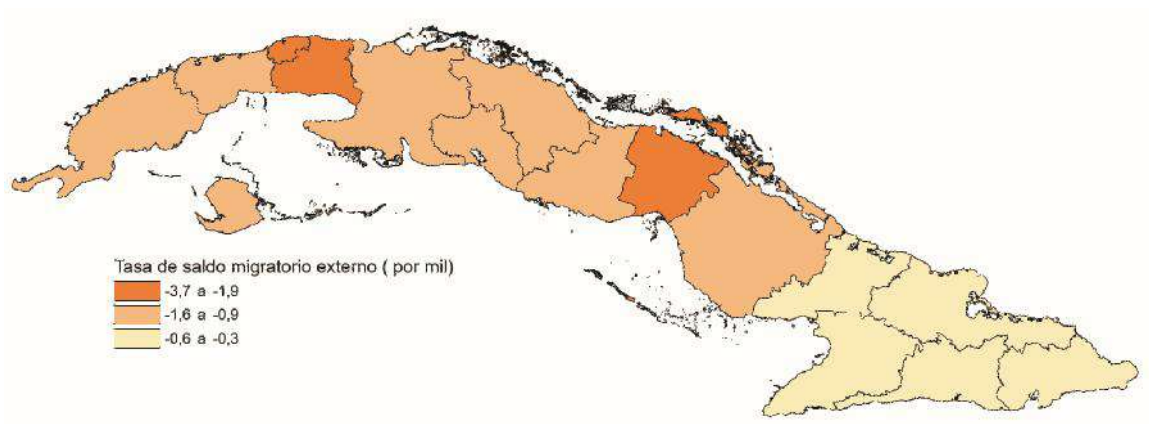 Tasa de saldo migratorio externo ( por mil)
-3,7 a -1,9
-1,6 a -0,9
-0,6 a -0,3